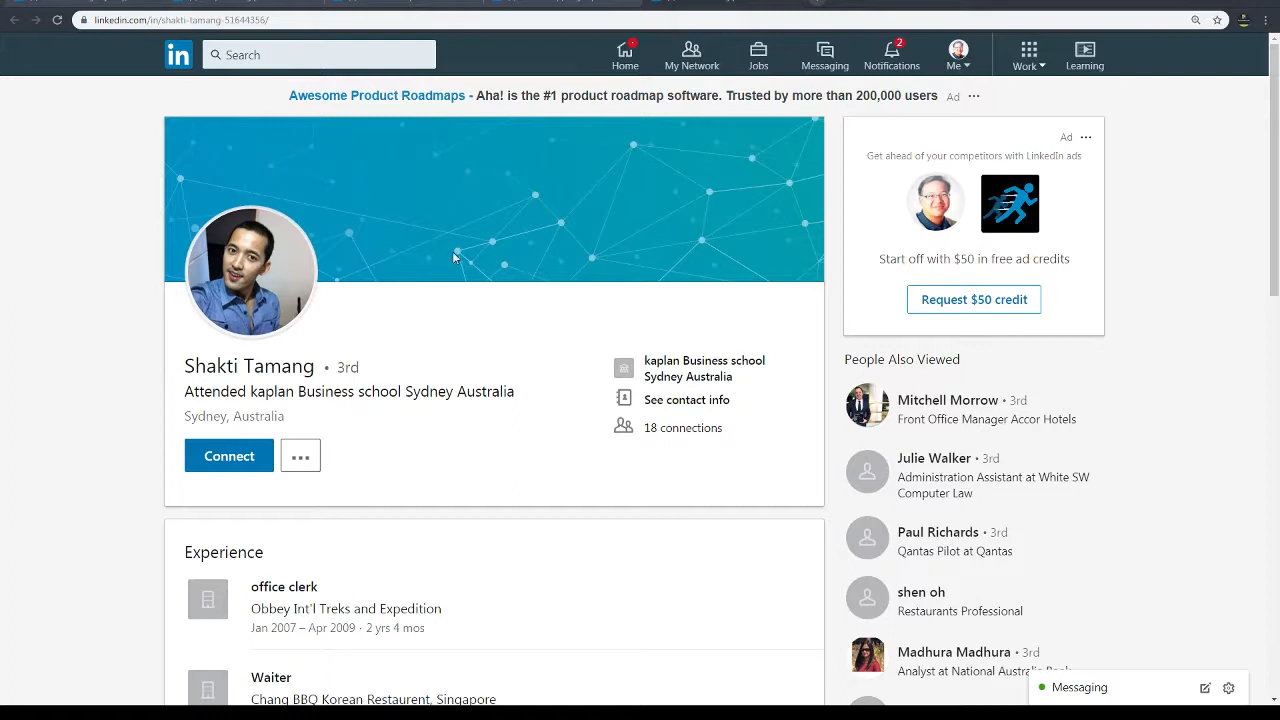 linkedin.com/in/shakti-tamang-51644356/
in
Search
Home
My Network
Jobs
Messaging
2
Notifications
Me
Work
Learning
Awesome Product Roadmaps - Aha! is the #1 product roadmap software. Trusted by more than 200,000 users Ad ...
Shakti Tamang • 3rd
Attended kaplan Business school Sydney Australia
Sydney, Australia
Connect
...
kaplan Business school
Sydney Australia
See contact info
18 connections
Experience
office clerk
Obbey Int'l Treks and Expedition
Jan 2007 – Apr 2009 · 2 yrs 4 mos
Waiter
Chang BBQ Korean Restaurent, Singapore
Ad ...
Get ahead of your competitors with LinkedIn ads
Start off with $50 in free ad credits
Request $50 credit
People Also Viewed
Mitchell Morrow • 3rd
Front Office Manager Accor Hotels
Julie Walker • 3rd
Administration Assistant at White SW
Computer Law
Paul Richards • 3rd
Qantas Pilot at Qantas
shen oh
Restaurants Professional
Madhura Madhura • 3rd
Analyst at National Australia
Messaging